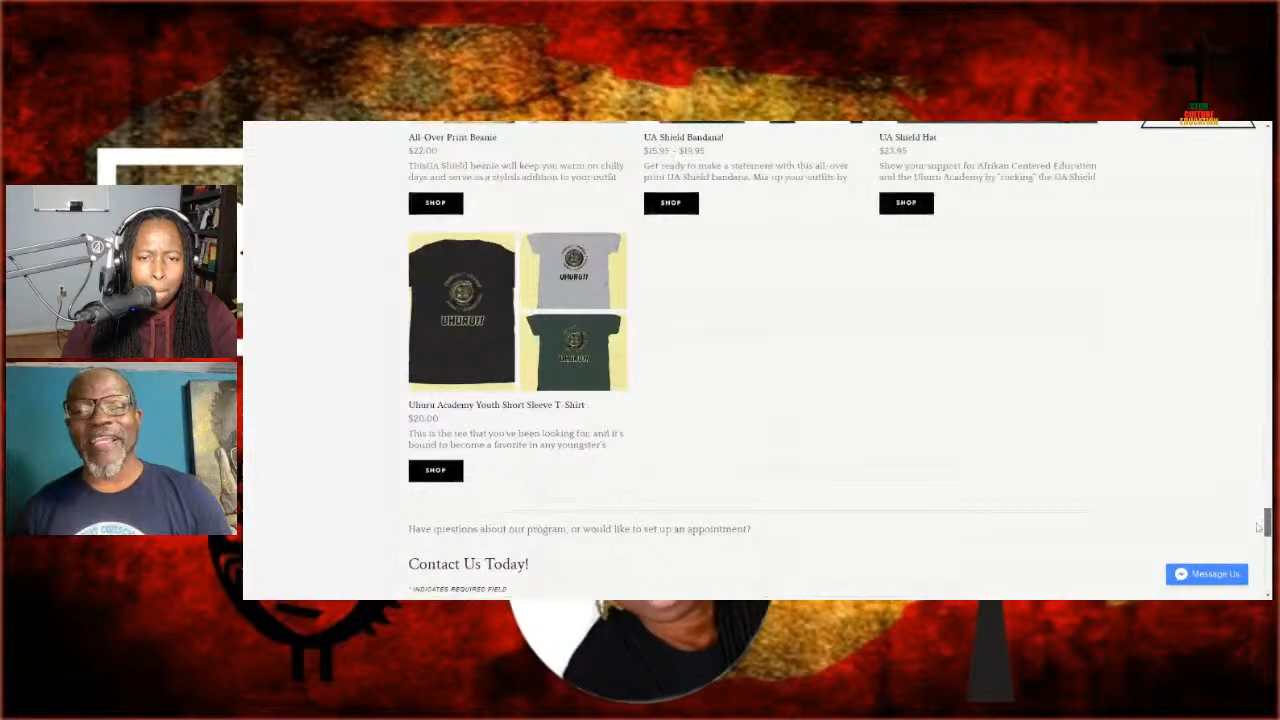 STEM
CULTURE
EDUCATION
All-Over Print Beanie
$22.00
ThisUA Shield beanie will keep you warm on chilly
days and serve as a stylish addition to your outfit
SHOP
UA Shield Bandana!
$15.95 - $19.95
Get ready to make a statement with this all-over
print UA Shield bandana. Mix up your outfits by
SHOP
UA Shield Hat
$23.95
Show your support for Afrikan Centered Education
and the Uhuru Academy by "rocking" the UA Shield
SHOP
UHURU!!
UHURU!!
UHURU!!
Uhuru Academy Youth Short Sleeve T-Shirt
$20.00
This is the tee that you've been looking for, and it's
bound to become a favorite in any youngster's
SHOP
Have questions about our program, or would like to set up an appointment?
Contact Us Today!
* INDICATES REQUIRED FIELD
Message Us